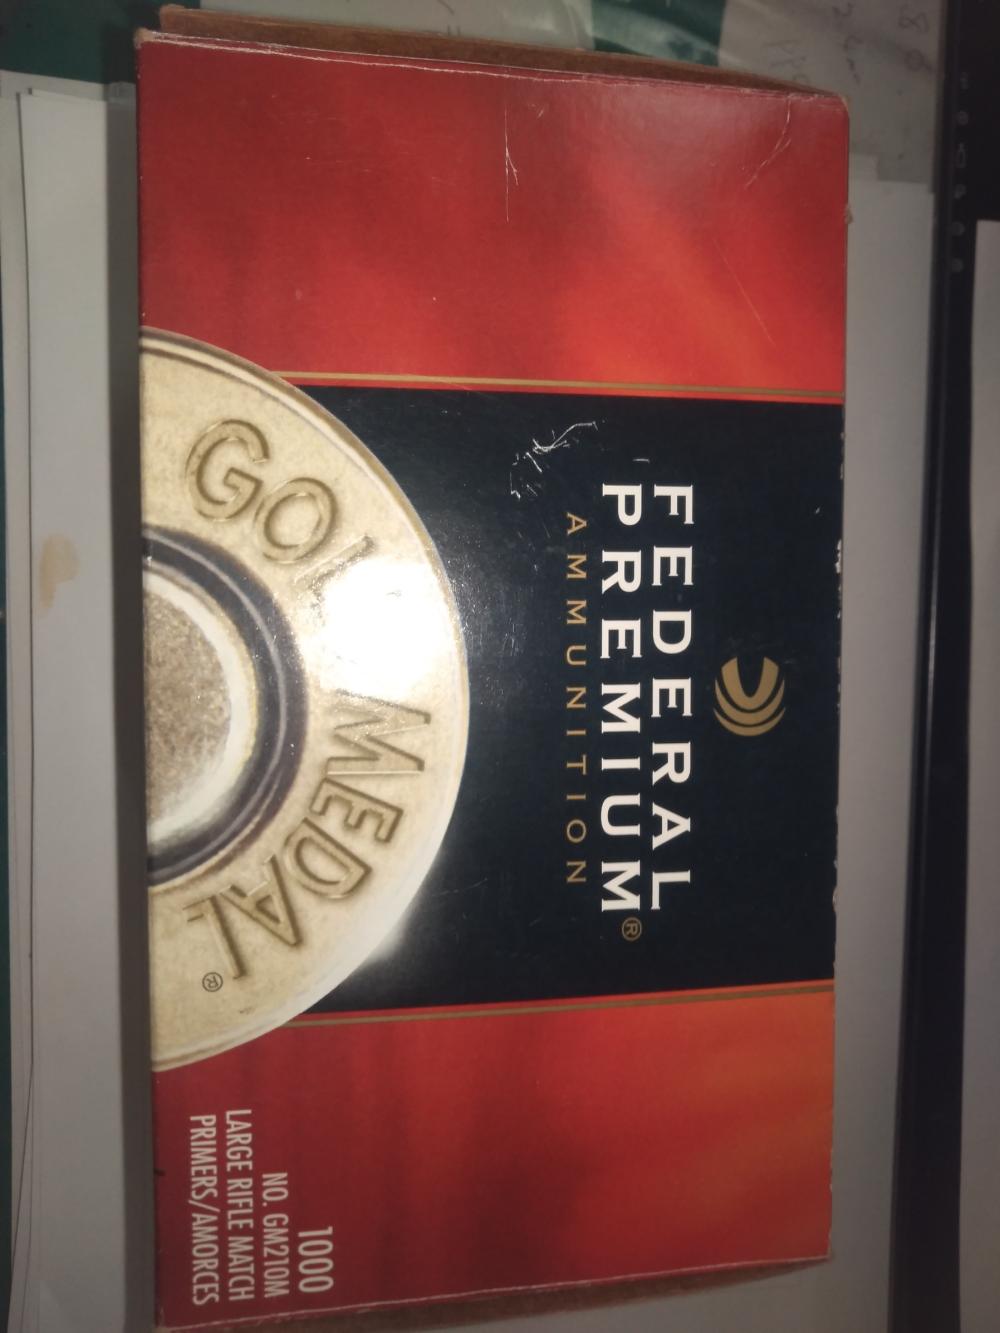 FEDERAL
PREMIUM®
AMMUNITION
GOLD MEDAL®
1000
NO. GM210M
LARGE RIFLE MATCH
PRIMERS/AMORCES